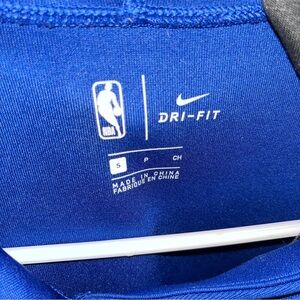 NBA
DRI-FIT
S P CH
MADE IN CHINA
FABRIQUÉ EN CHINE